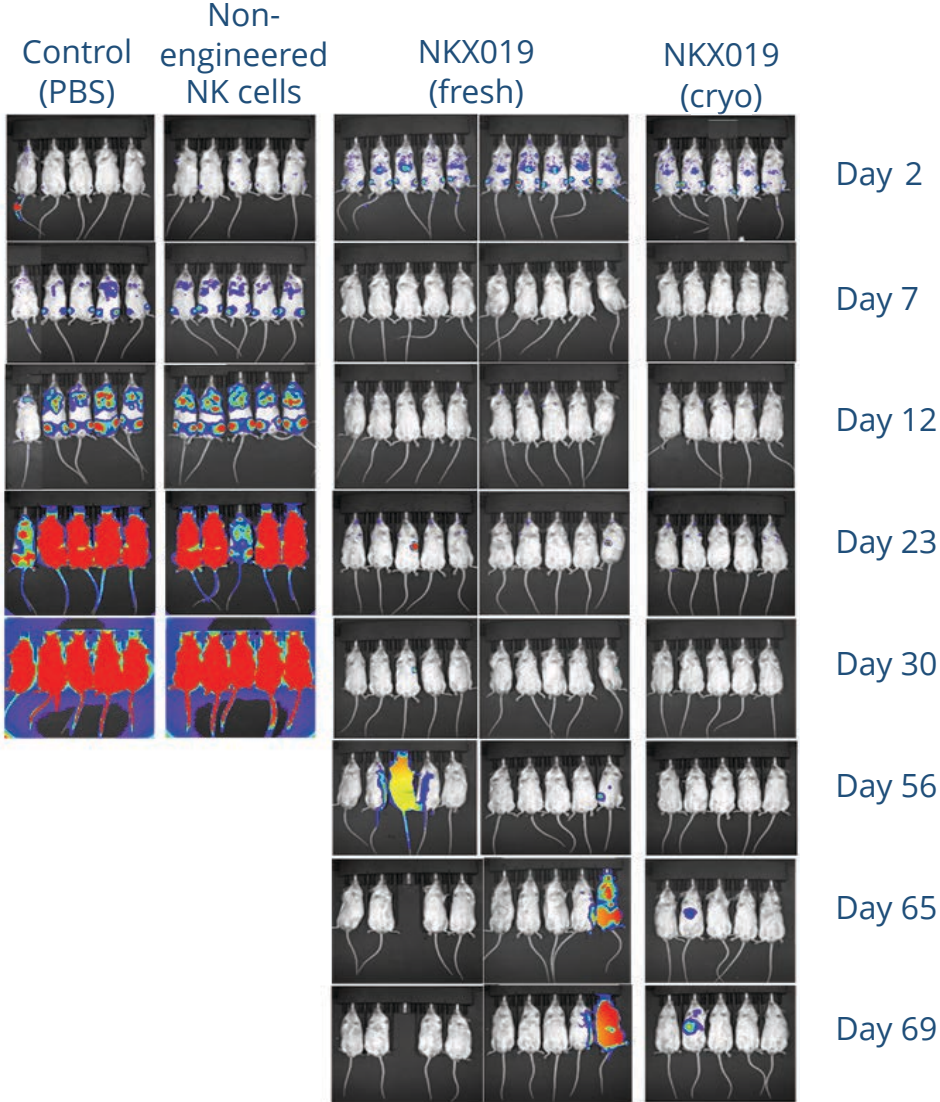 Control
(PBS)
Non-
engineered
NK cells
NKX019
(fresh)
NKX019
(cryo)
Day 2
Day 7
Day 12
Day 23
Day 30
Day 56
Day 65
Day 69